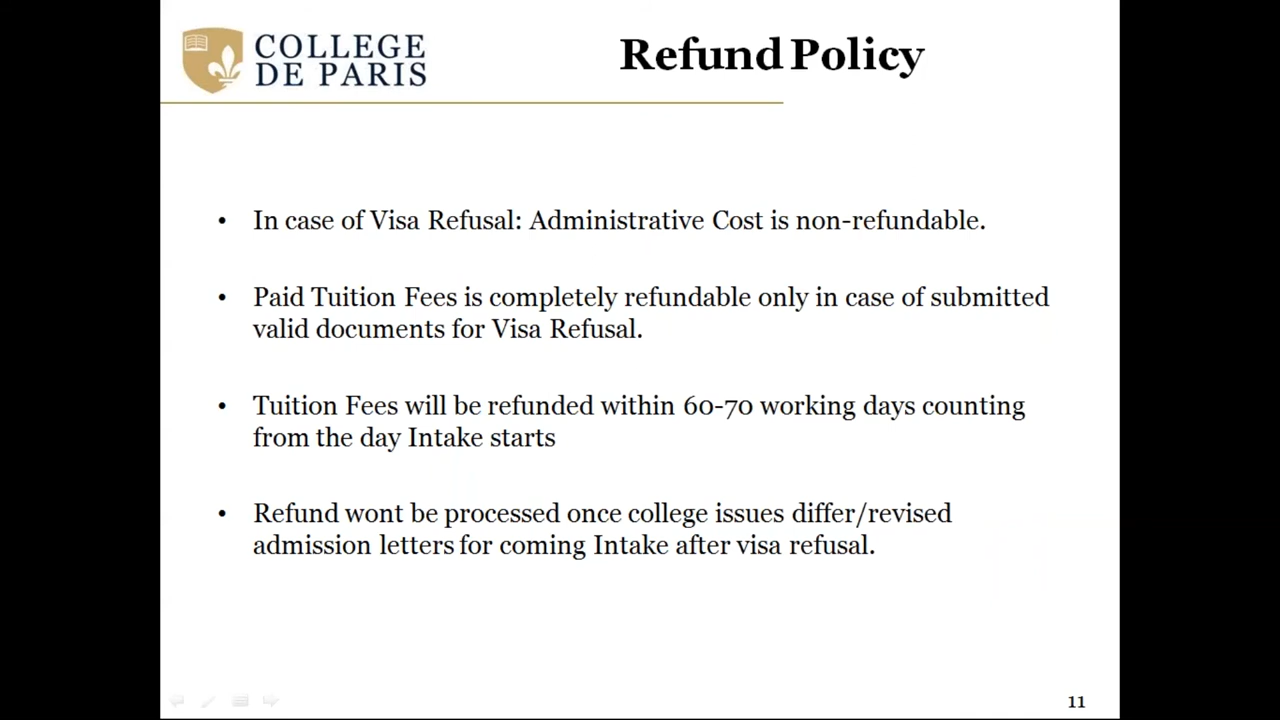 COLLEGE
DE PARIS
Refund Policy
• In case of Visa Refusal: Administrative Cost is non-refundable.
• Paid Tuition Fees is completely refundable only in case of submitted
valid documents for Visa Refusal.
• Tuition Fees will be refunded within 60-70 working days counting
from the day Intake starts
• Refund wont be processed once college issues differ/revised
admission letters for coming Intake after visa refusal.
11